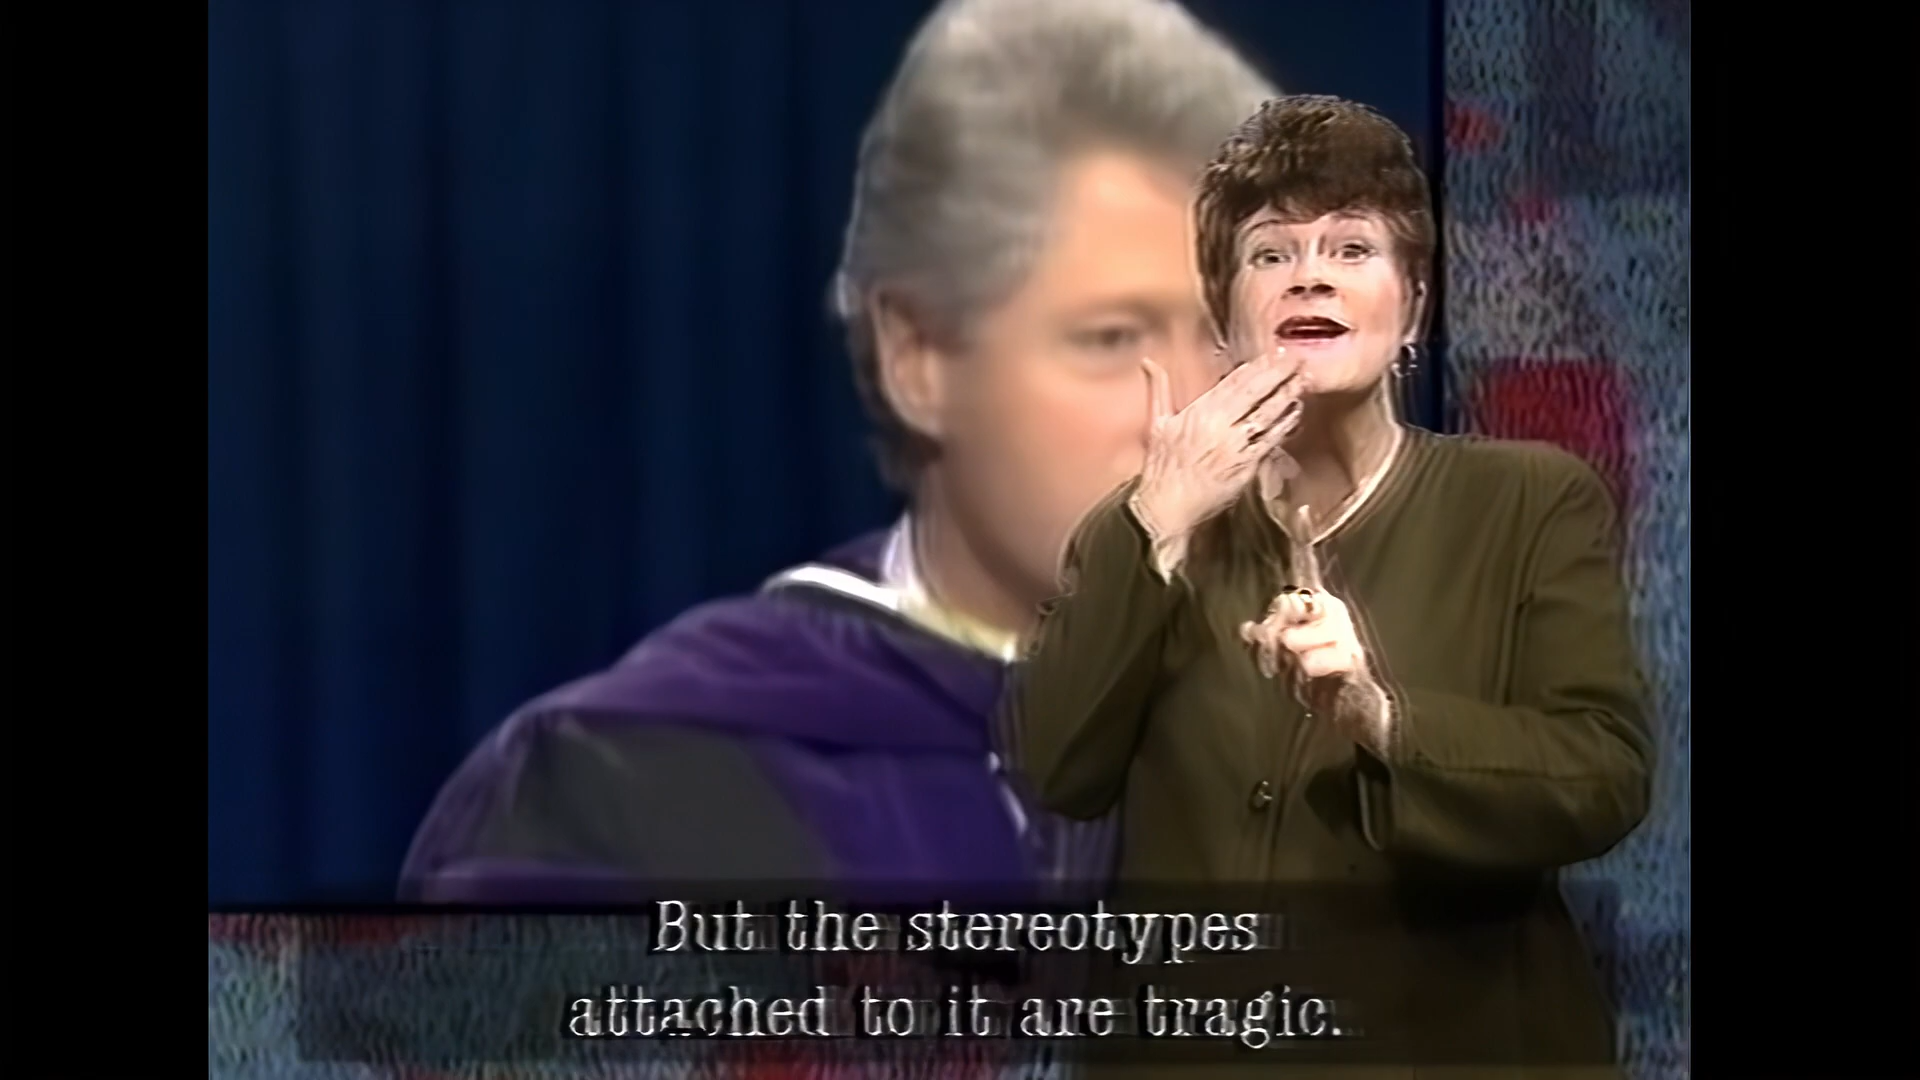 But the stereotypes
attached to it are tragic.